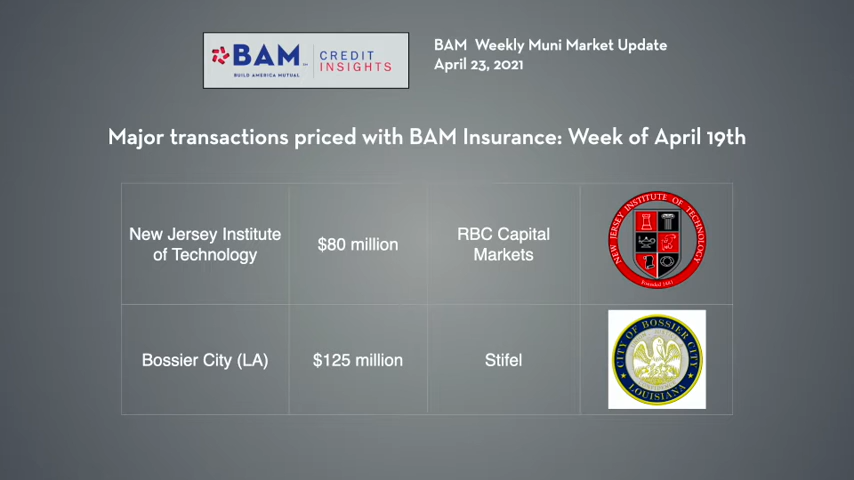 BAM
BUILD AMERICA MUTUAL
CREDIT
INSIGHTS
BAM Weekly Muni Market Update
April 23, 2021
Major transactions priced with BAM Insurance: Week of April 19th
New Jersey Institute
of Technology
$80 million
RBC Capital
Markets
NEW JERSEY INSTITUTE OF TECHNOLOGY
Founded 1881
Bossier City (LA)
$125 million
Stifel
CITY OF BOSSIER CITY
LOUISIANA